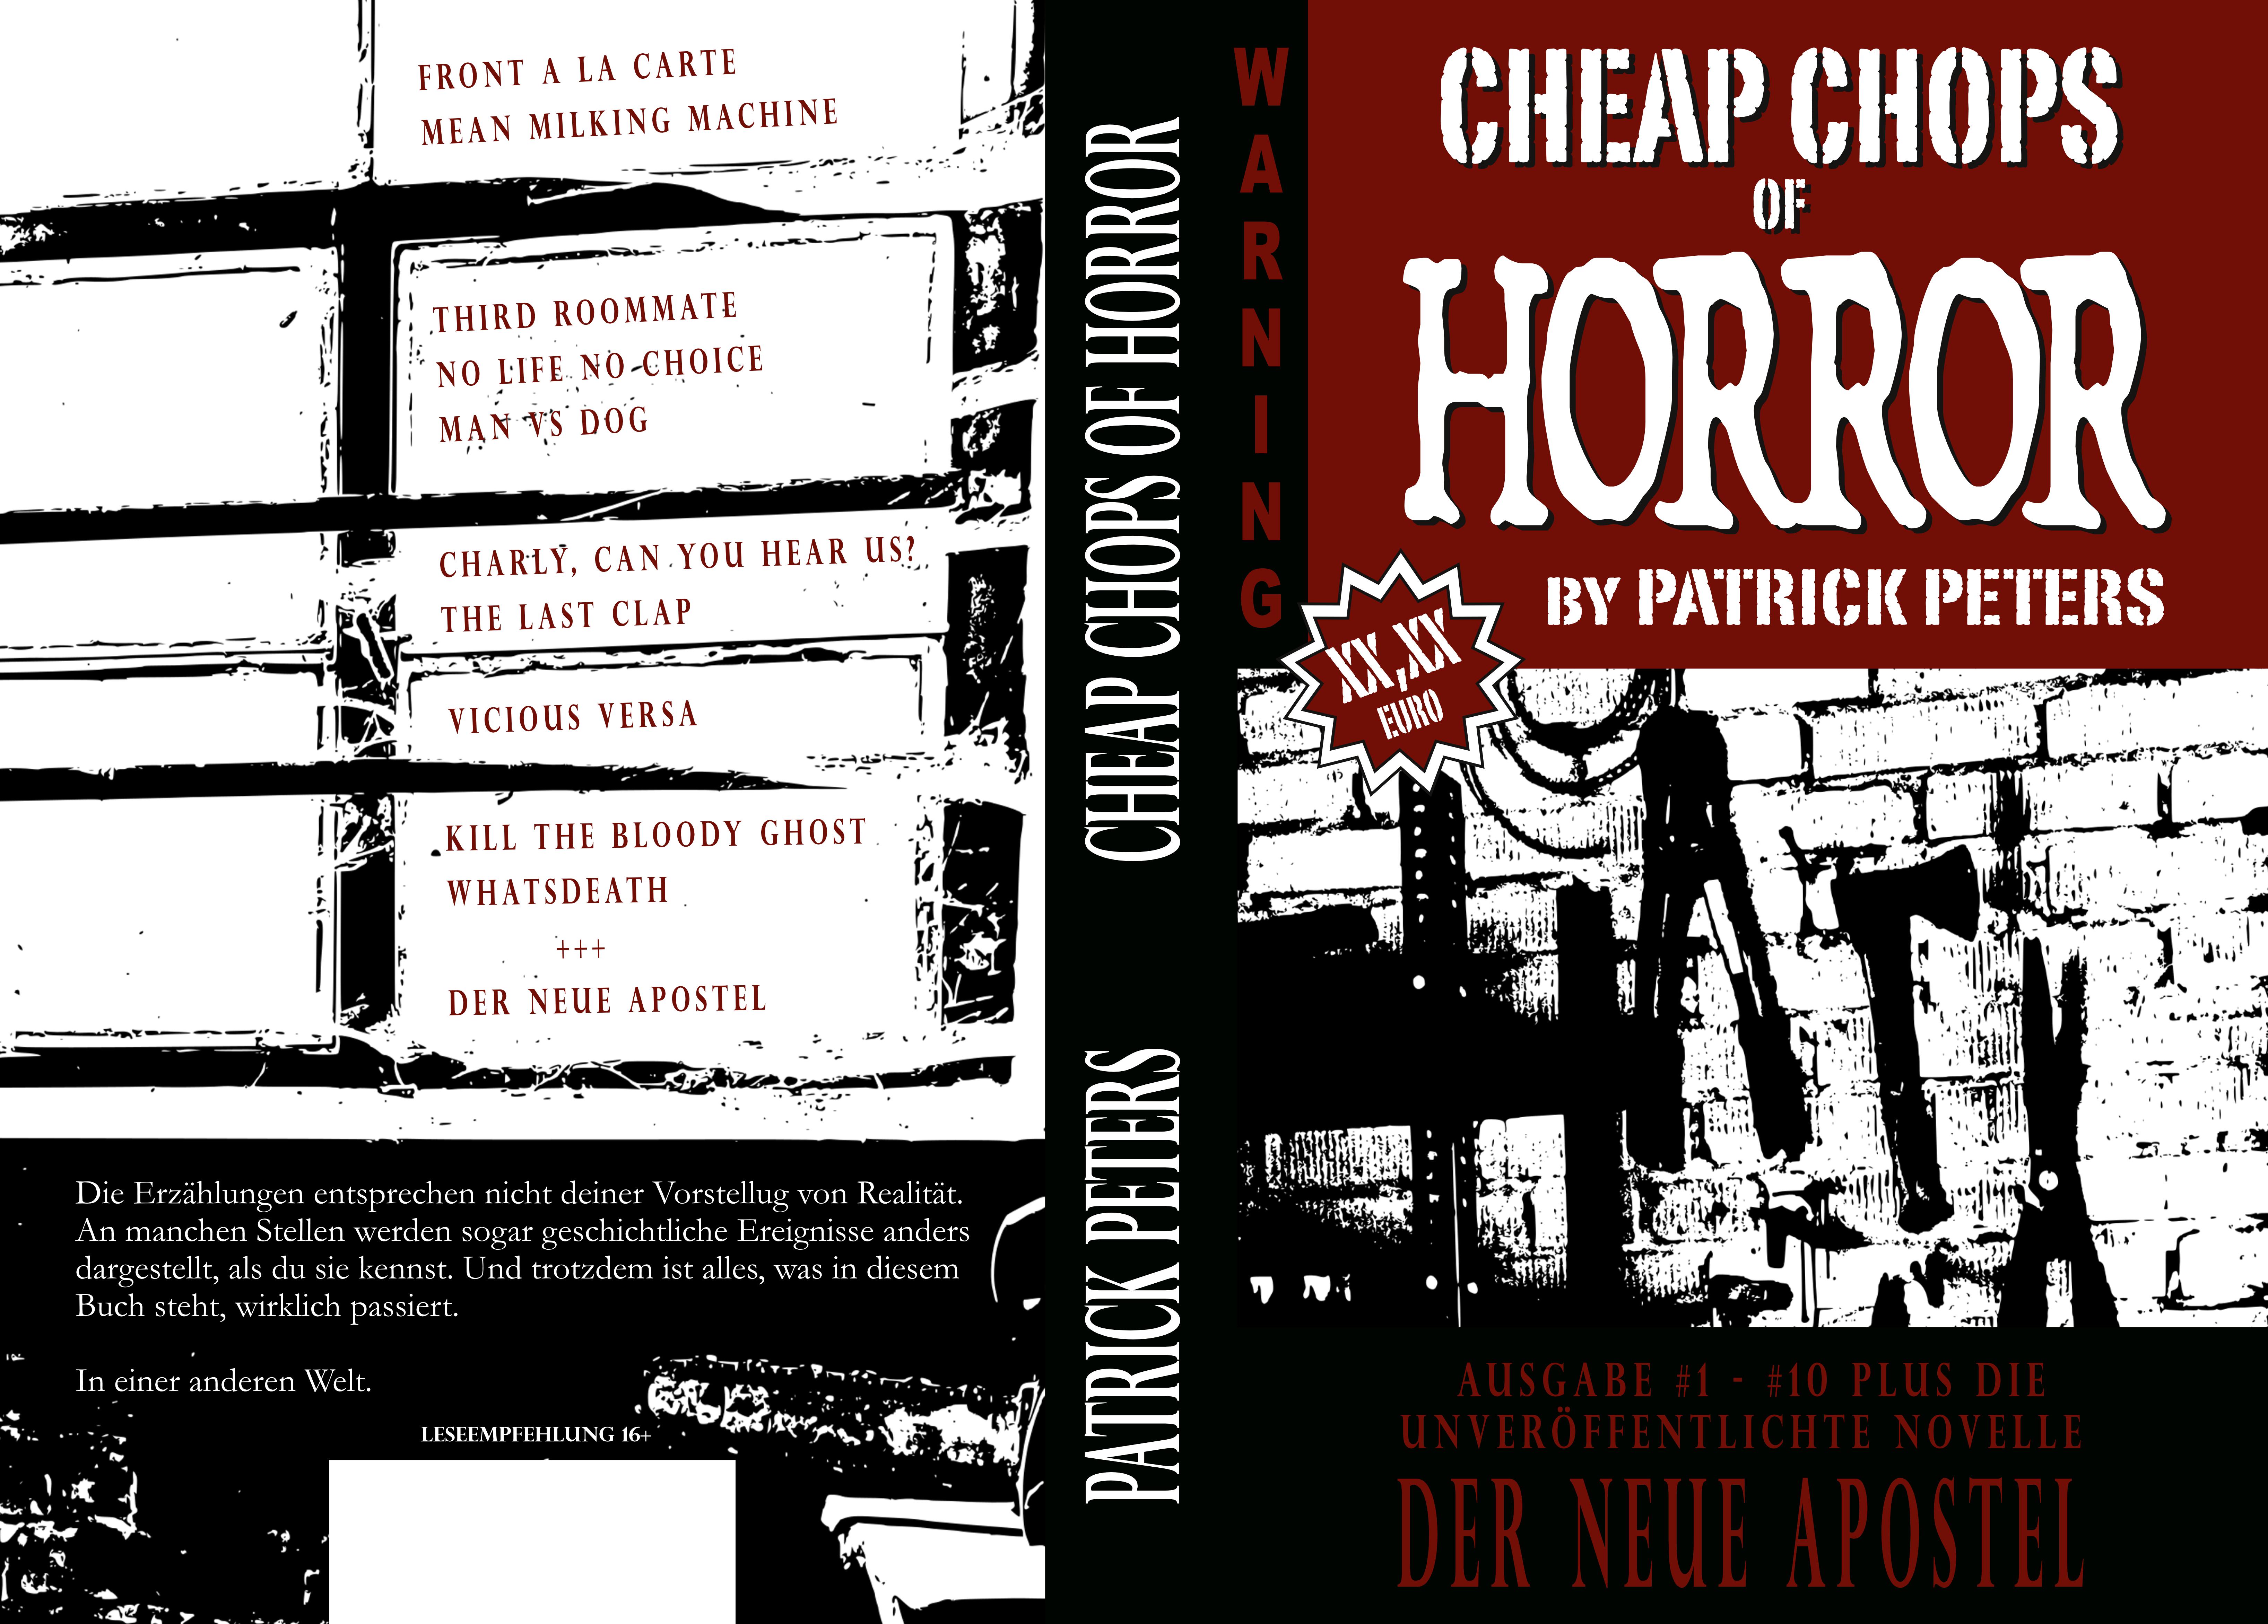 FRONT A LA CARTE
MEAN MILKING MACHINE
THIRD ROOMMATE
NO LIFE NO CHOICE
MAN VS DOG
CHARLY, CAN YOU HEAR US?
THE LAST CLAP
VICIOUS VERSA
KILL THE BLOODY GHOST
WHATSDEATH
+++
DER NEUE APOSTEL
Die Erzählungen entsprechen nicht deiner Vorstellug von Realität.
An manchen Stellen werden sogar geschichtliche Ereignisse anders
dargestellt, als du sie kennst. Und trotzdem ist alles, was in diesem
Buch steht, wirklich passiert.
In einer anderen Welt.
LESEEMPFEHLUNG 16+
PATRICK PETERS CHEAP CHOPS OF HORROR
WARNING
CHEAP CHOPS
OF
HORROR
BY PATRICK PETERS
XX,XX
EURO
AUSGABE #1 - #10 PLUS DIE
UNVERÖFFENTLICHTE NOVELLE
DER NEUE APOSTEL